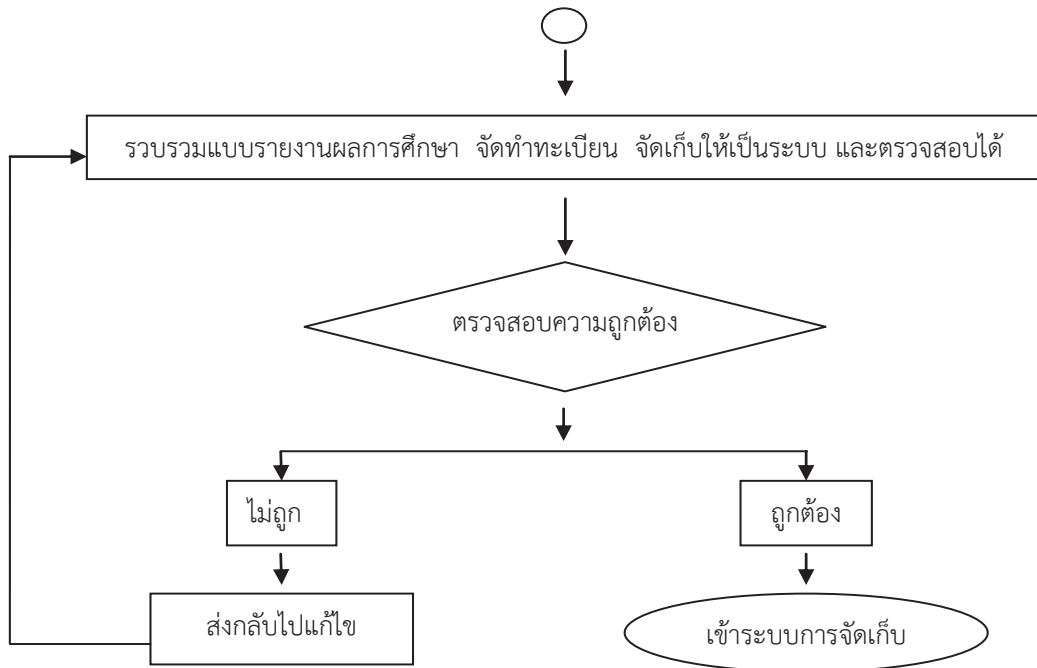 รวบรวมแบบรายงานผลการศึกษา จัดทำทะเบียน จัดเก็บให้เป็นระบบ และตรวจสอบได้
ตรวจสอบความถูกต้อง
ไม่ถูก
ถูกต้อง
ส่งกลับไปแก้ไข
เข้าระบบการจัดเก็บ